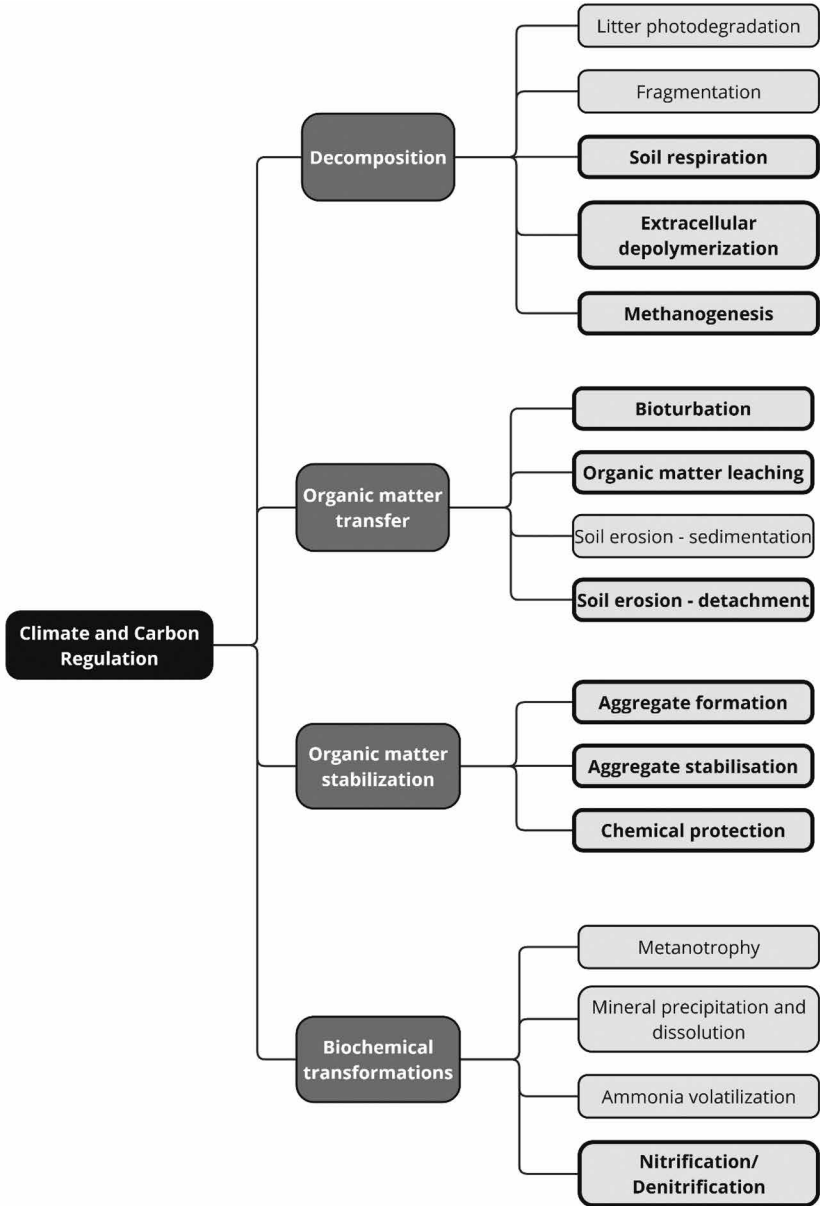 Climate and Carbon
Regulation
Decomposition
Litter photodegradation
Fragmentation
Soil respiration
Extracellular
depolymerization
Methanogenesis
Organic matter
transfer
Bioturbation
Organic matter leaching
Soil erosion - sedimentation
Soil erosion - detachment
Organic matter
stabilization
Aggregate formation
Aggregate stabilisation
Chemical protection
Biochemical
transformations
Metanotrophy
Mineral precipitation and
dissolution
Ammonia volatilization
Nitrification/
Denitrification